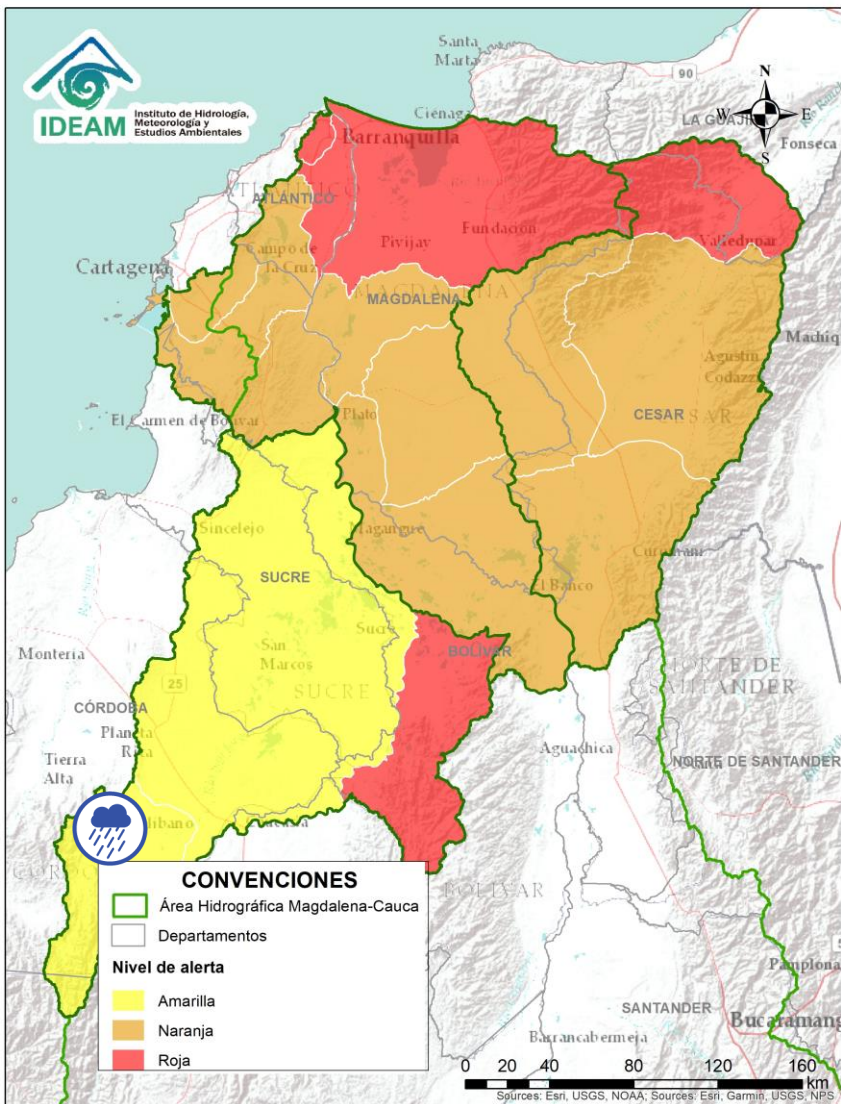 IDEAM
Instituto de Hidrología,
Meteorología y
Estudios Ambientales
Santa
Marta
90
N
W
E
S
LA GUAJI
Fonseca
Ciénaga
Barranquilla
ATLÁNTICO
Fundación
Pivijay
Valledupar
Campo de
la Cruz
Cartagena
MAGDALENA
Machiq
Agustín
Codazzi
El Carmen de Bolívar
Plato
CESAR
Sincelejo
Magangue
SUCRE
El Banco
Sucre
San
Marcos
BOLÍVAR
Montería
25
SUCRE
NORTE DE
SANTANDER
CÓRDOBA
Planeta
Rica
Aguachica
Tierra
Alta
NORTE DE SANTANDER
BOLÍVAR
CONVENCIONES
Área Hidrográfica Magdalena-Cauca
Departamentos
Nivel de alerta
Amarilla
Naranja
Roja
Pamplona
SANTANDER
Bucaramang
Barrancabermeja
0 20 40 80 120 160
km
Sources: Esri, USGS, NOAA; Sources: Esri, Garmin, USGS, NPS